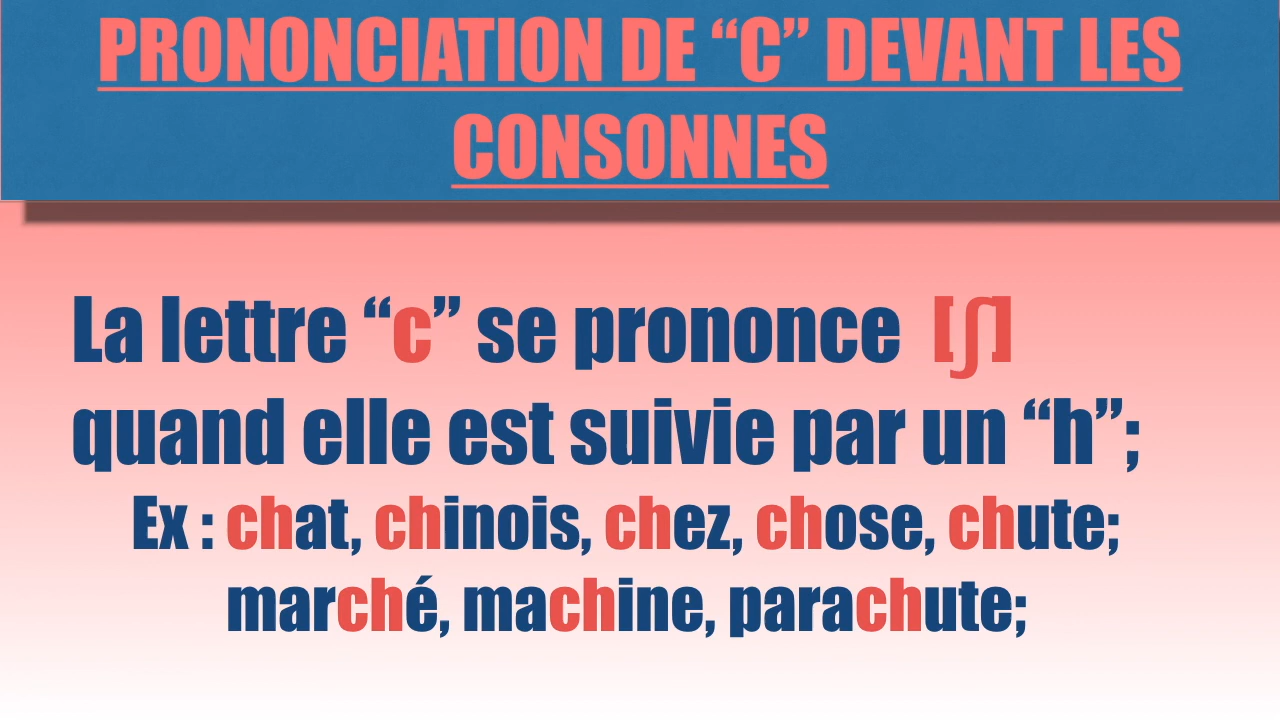 PRONONCIATION DE “C” DEVANT LES
CONSONNES
La lettre “c” se prononce [ʃ]
quand elle est suivie par un “h”;
Ex : chat, chinois, chez, chose, chute;
marché, machine, parachute;